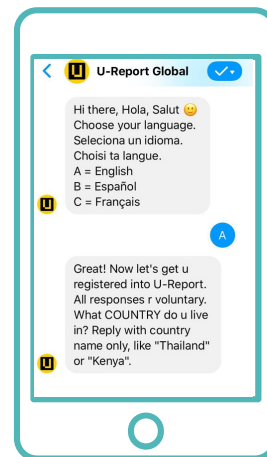 U-Report Global
Hi there, Hola, Salut 🙂
Choose your language.
Seleciona un idioma.
Choisi ta langue.
A = English
B = Español
C = Français
A
Great! Now let's get u
registered into U-Report.
All responses r voluntary.
What COUNTRY do u live
in? Reply with country
name only, like "Thailand"
or "Kenya".